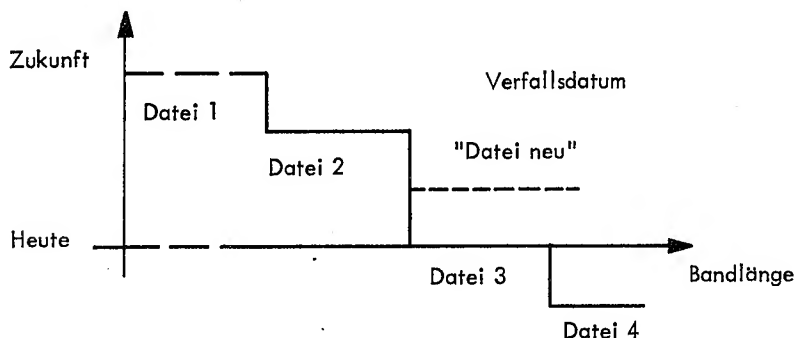 Zukunft
Verfallsdatum
Datei 1
"Datei neu"
Datei 2
Heute
Datei 3
Bandlänge
Datei 4